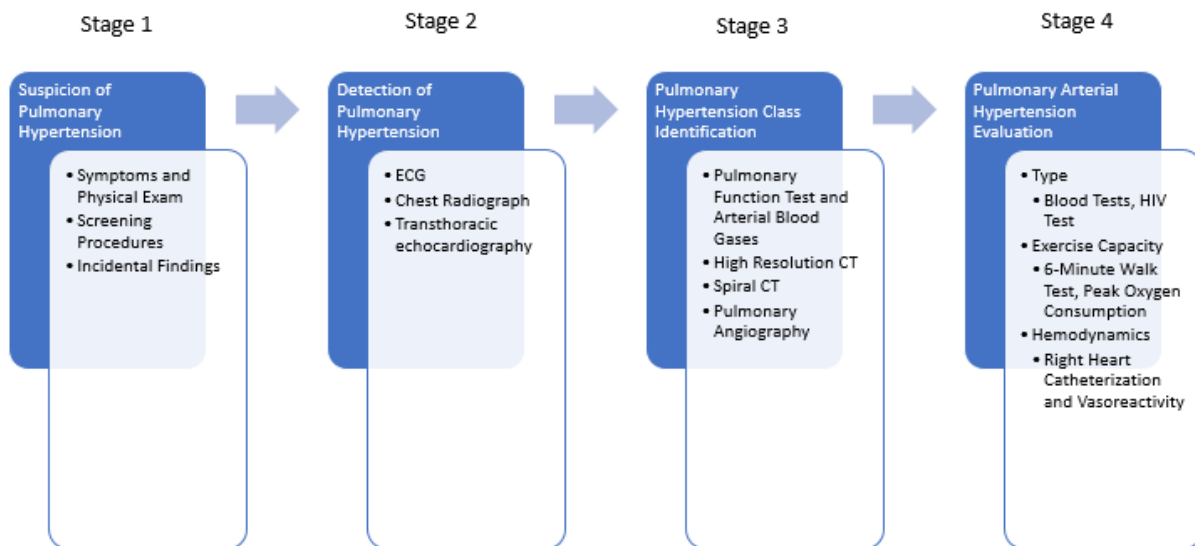 Stage 1
Stage 2
Stage 3
Stage 4
Suspicion of
Pulmonary
Hypertension
• Symptoms and
Physical Exam
• Screening
Procedures
• Incidental Findings
Detection of
Pulmonary
Hypertension
• ECG
• Chest Radiograph
• Transthoracic
echocardiography
Pulmonary
Hypertension Class
Identification
• Pulmonary
Function Test and
Arterial Blood
Gases
• High Resolution CT
• Spiral CT
• Pulmonary
Angiography
Pulmonary Arterial
Hypertension
Evaluation
• Type
• Blood Tests, HIV
Test
• Exercise Capacity
• 6-Minute Walk
Test, Peak Oxygen
Consumption
• Hemodynamics
• Right Heart
Catheterization
and Vasoreactivity